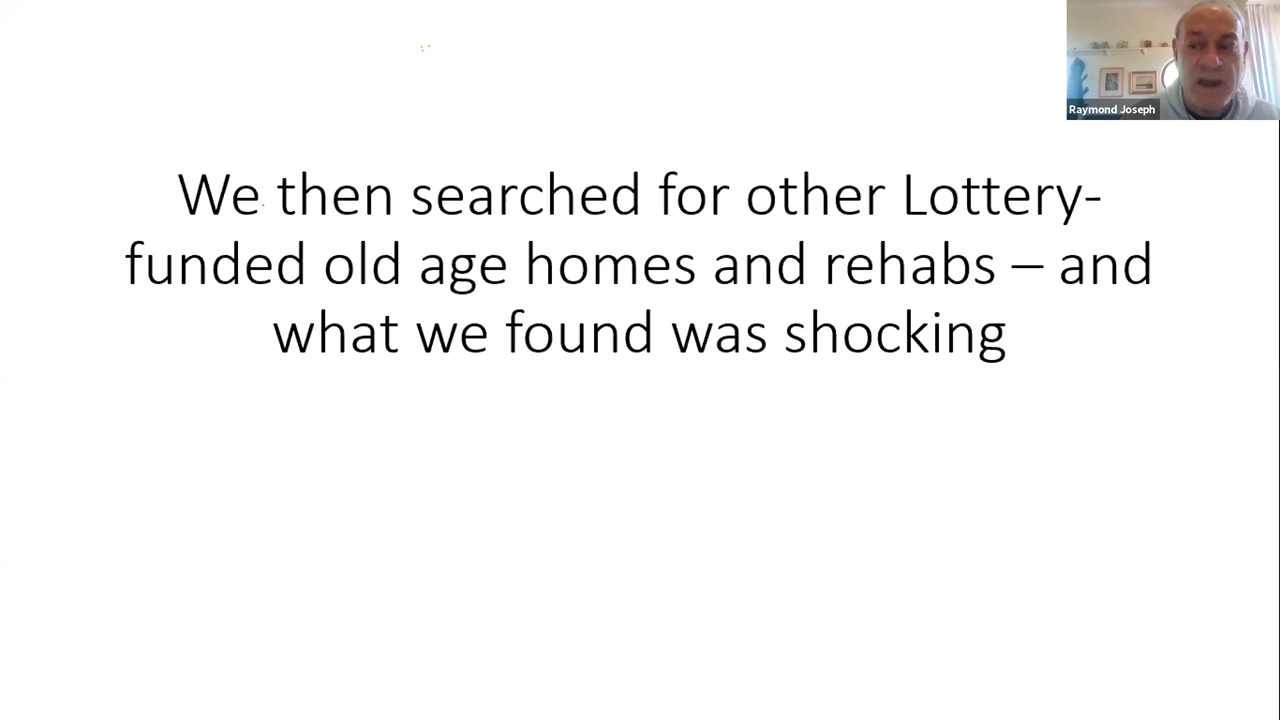 Raymond Joseph
We then searched for other Lottery-
funded old age homes and rehabs – and
what we found was shocking